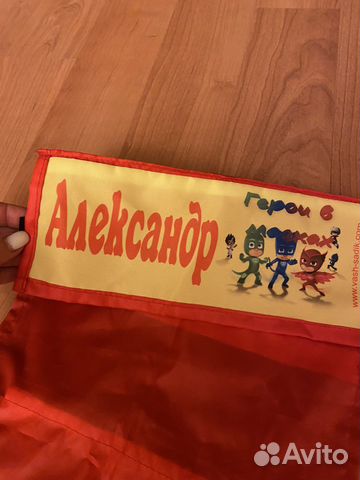 Александр
Герои в
масках
www.vash-sadik.com
Avito